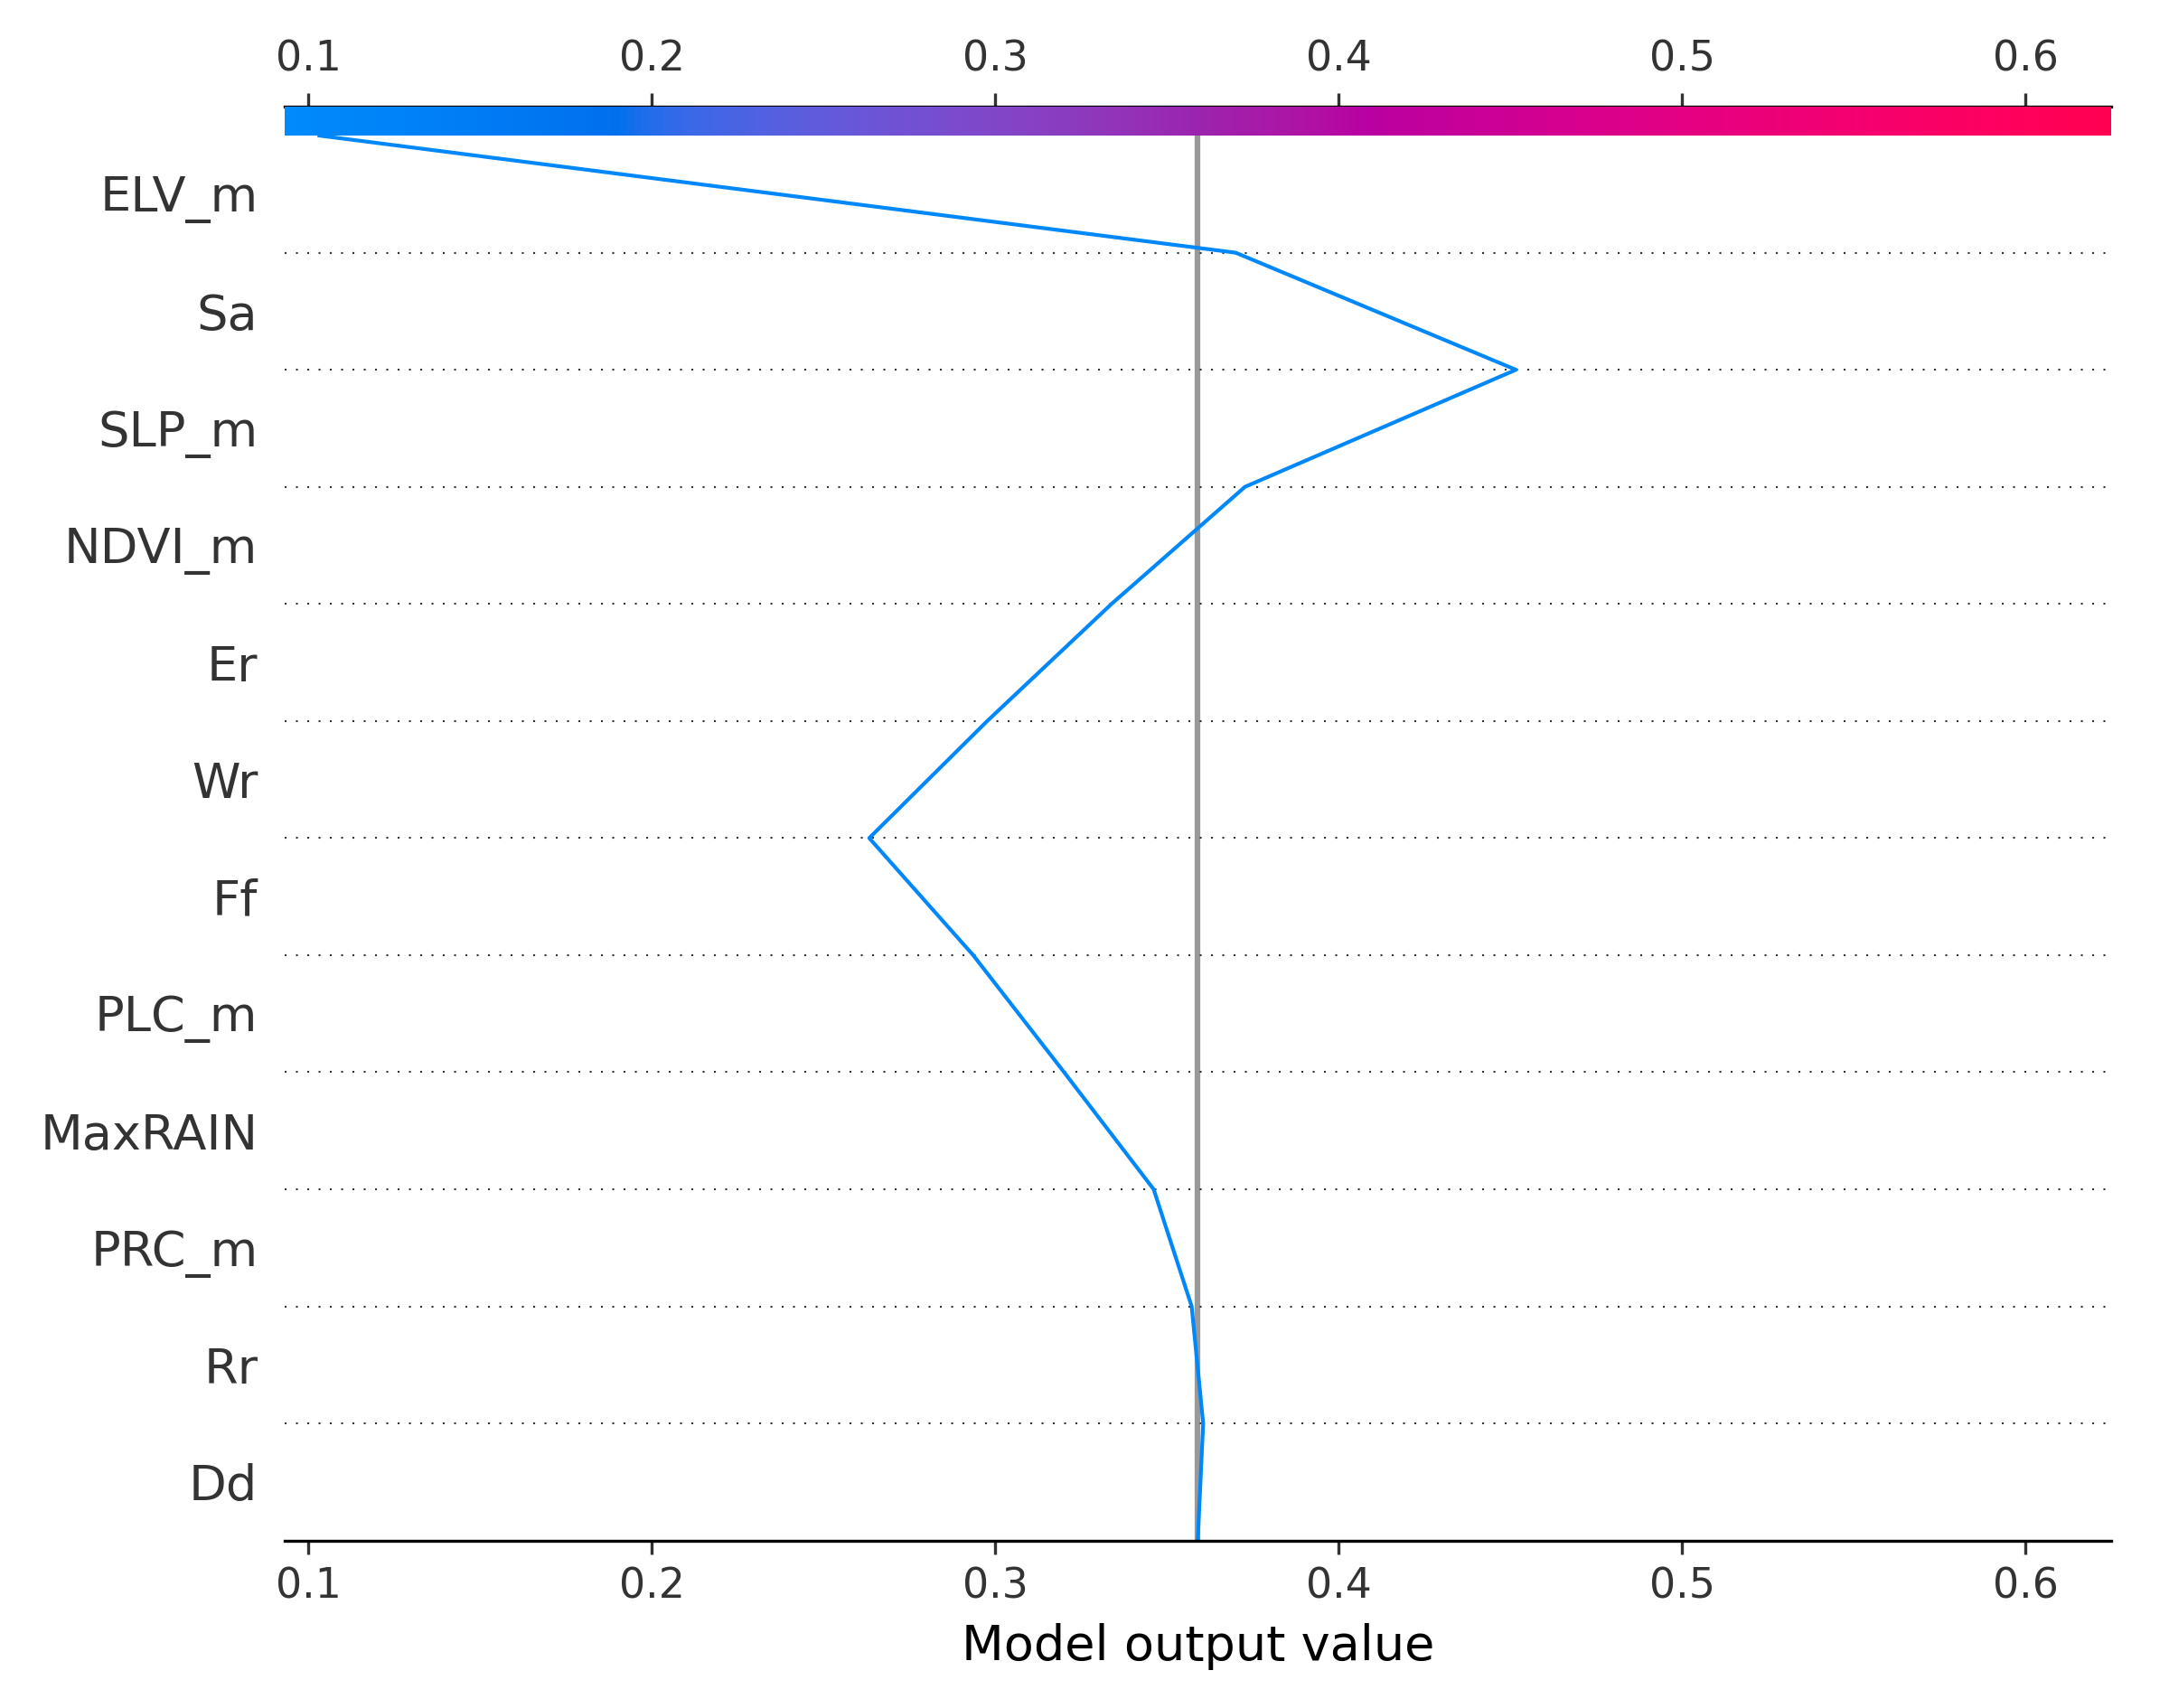 0.1 0.2 0.3 0.4 0.5 0.6
ELV_m
Sa
SLP_m
NDVI_m
Er
Wr
Ff
PLC_m
MaxRAIN
PRC_m
Rr
Dd
0.1 0.2 0.3 0.4 0.5 0.6
Model output value